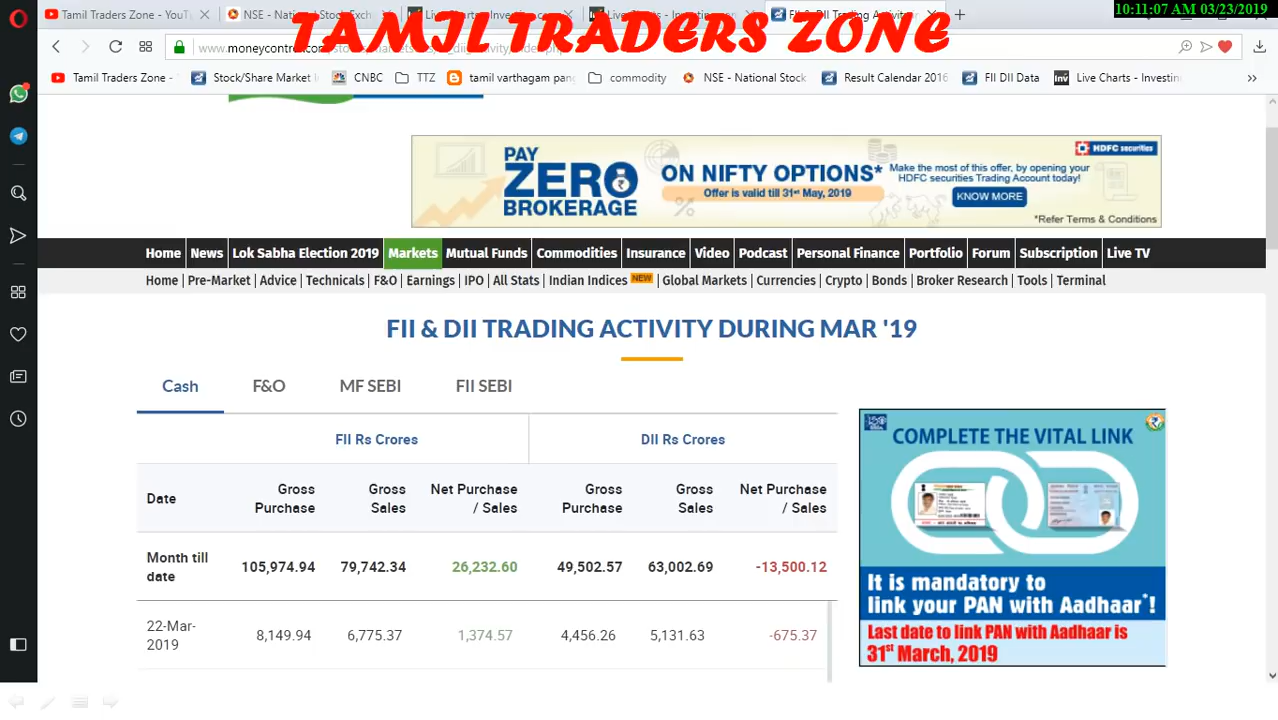 10:11:07 AM 03/23/2019
TAMIL TRADERS ZONE
Tamil Traders Zone - YouT
NSE - National Stock Exch
FII & DII Trading Activity
www.moneycontrol.com
Tamil Traders Zone -
Stock/Share Market
CNBC
TTZ
tamil varthagam pan
commodity
NSE - National Stock
Result Calendar 2016
FII DII Data
Live Charts - Investin
PAY
ZERO
BROKERAGE
ON NIFTY OPTIONS*
Offer is valid till 31st May, 2019
HDFC securities
Make the most of this offer, by opening your
HDFC securities Trading Account today!
KNOW MORE
*Refer Terms & Conditions
Home News Lok Sabha Election 2019 Markets Mutual Funds Commodities Insurance Video Podcast Personal Finance Portfolio Forum Subscription Live TV
Home | Pre-Market | Advice | Technicals | F&O | Earnings | IPO | All Stats | Indian Indices NEW | Global Markets | Currencies | Crypto | Bonds | Broker Research | Tools | Terminal
FII & DII TRADING ACTIVITY DURING MAR '19
Cash F&O MF SEBI FII SEBI
FII Rs Crores DII Rs Crores
Date Gross Purchase Gross Sales Net Purchase / Sales Gross Purchase Gross Sales Net Purchase / Sales
Month till date 105,974.94 79,742.34 26,232.60 49,502.57 63,002.69 -13,500.12
22-Mar-2019 8,149.94 6,775.37 1,374.57 4,456.26 5,131.63 -675.37
COMPLETE THE VITAL LINK
It is mandatory to
link your PAN with Aadhaar*!
Last date to link PAN with Aadhaar is
31st March, 2019